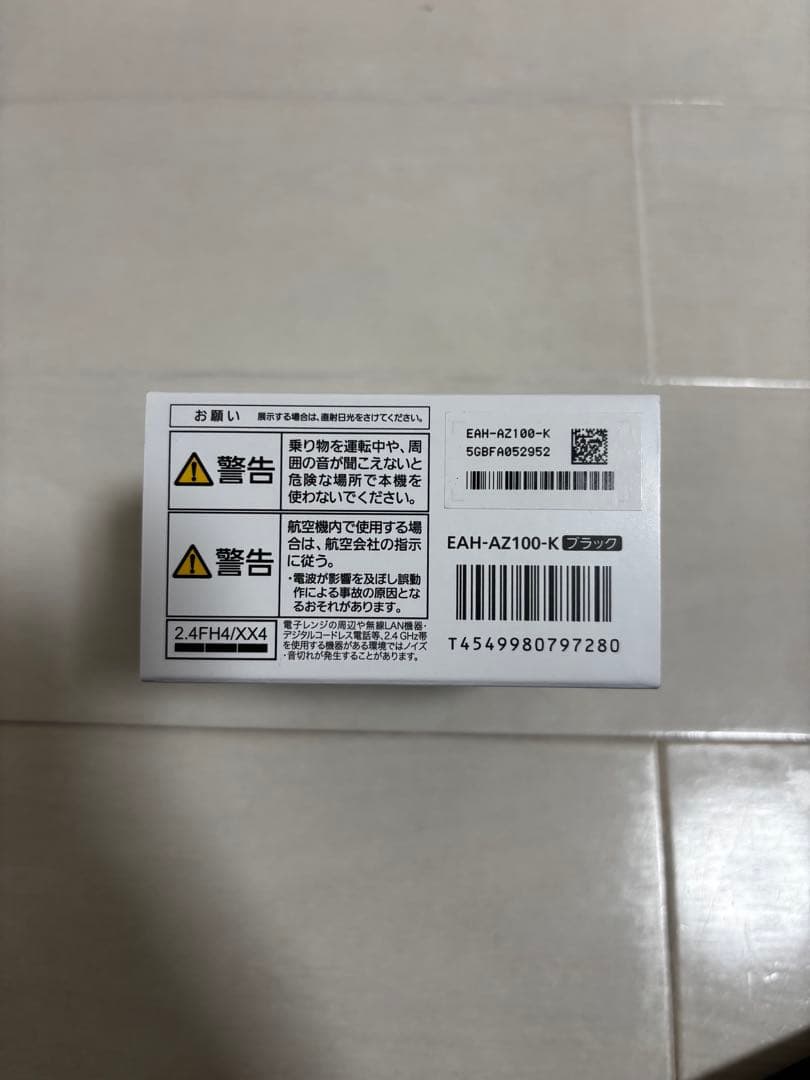 お願い 展示する場合は、直射日光をさけてください。
警告
乗り物を運転中や、周
囲の音が聞こえないと
危険な場所で本機を
使わないでください。
警告
航空機内で使用する場
合は、航空会社の指示
に従う。
・電波が影響を及ぼし誤動
作による事故の原因とな
るおそれがあります。
2.4FH4/XX4
電子レンジの周辺や無線LAN機器・
デジタルコードレス電話等、2.4 GHz帯
を使用する機器がある環境ではノイズ
・音切れが発生することがあります。
EAH-AZ100-K
5GBFA052952
EAH-AZ100-K ブラック
T4549980797280